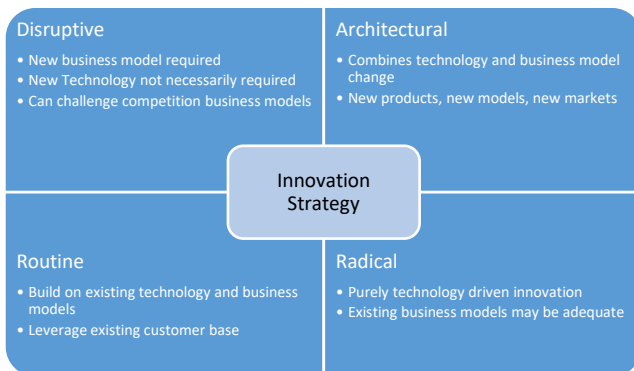 Disruptive
• New business model required
• New Technology not necessarily required
• Can challenge competition business models
Architectural
• Combines technology and business model
change
• New products, new models, new markets
Innovation
Strategy
Routine
• Build on existing technology and business
models
• Leverage existing customer base
Radical
• Purely technology driven innovation
• Existing business models may be adequate